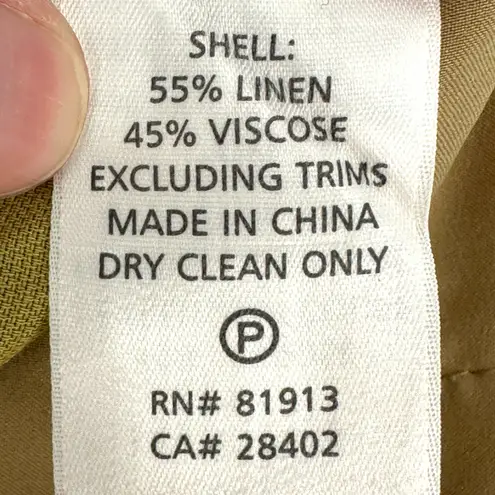 SHELL:
55% LINEN
45% VISCOSE
EXCLUDING TRIMS
MADE IN CHINA
DRY CLEAN ONLY
P
RN# 81913
CA# 28402